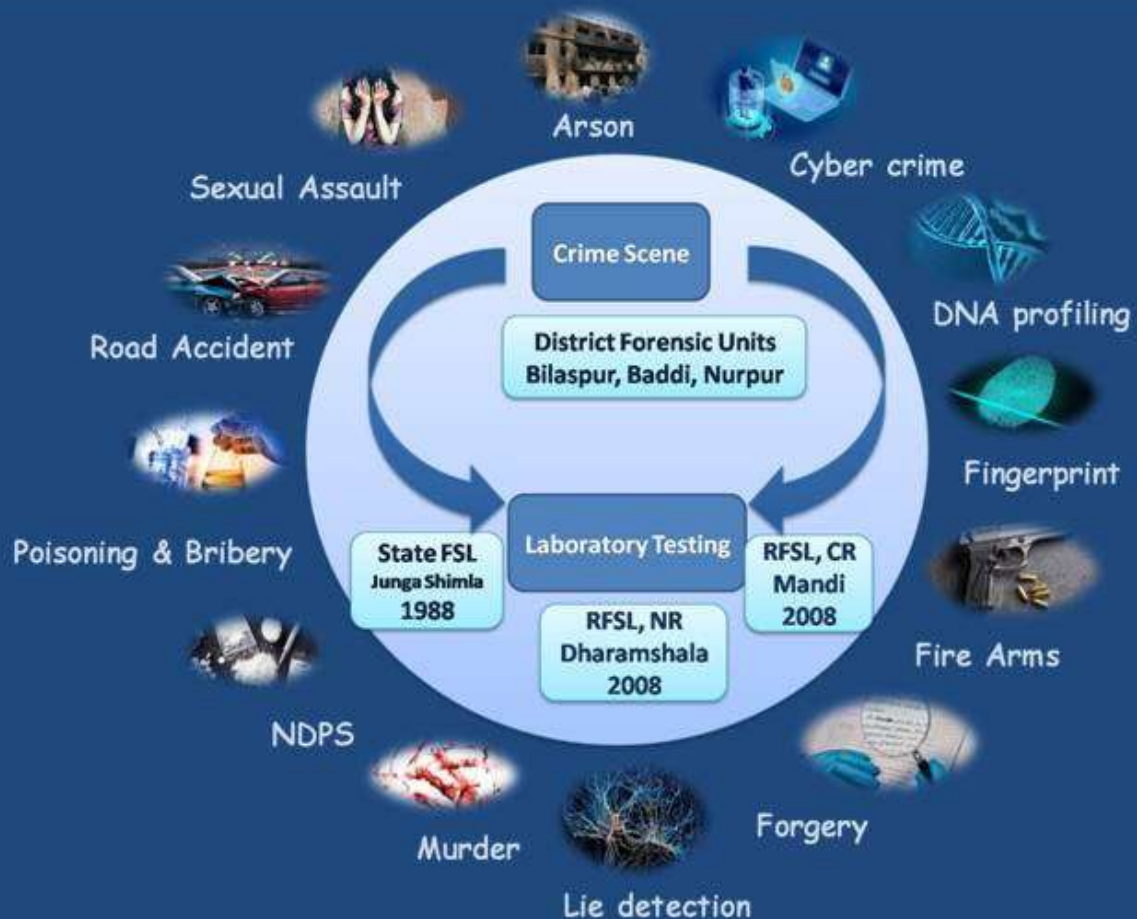 Arson
Cyber crime
Sexual Assault
Crime Scene
DNA profiling
District Forensic Units
Bilaspur, Baddi, Nurpur
Road Accident
Fingerprint
Poisoning & Bribery
State FSL
Junga Shimla
1988
Laboratory Testing
RFSL, CR
Mandi
2008
RFSL, NR
Dharamshala
2008
Fire Arms
NDPS
Forgery
Murder
Lie detection